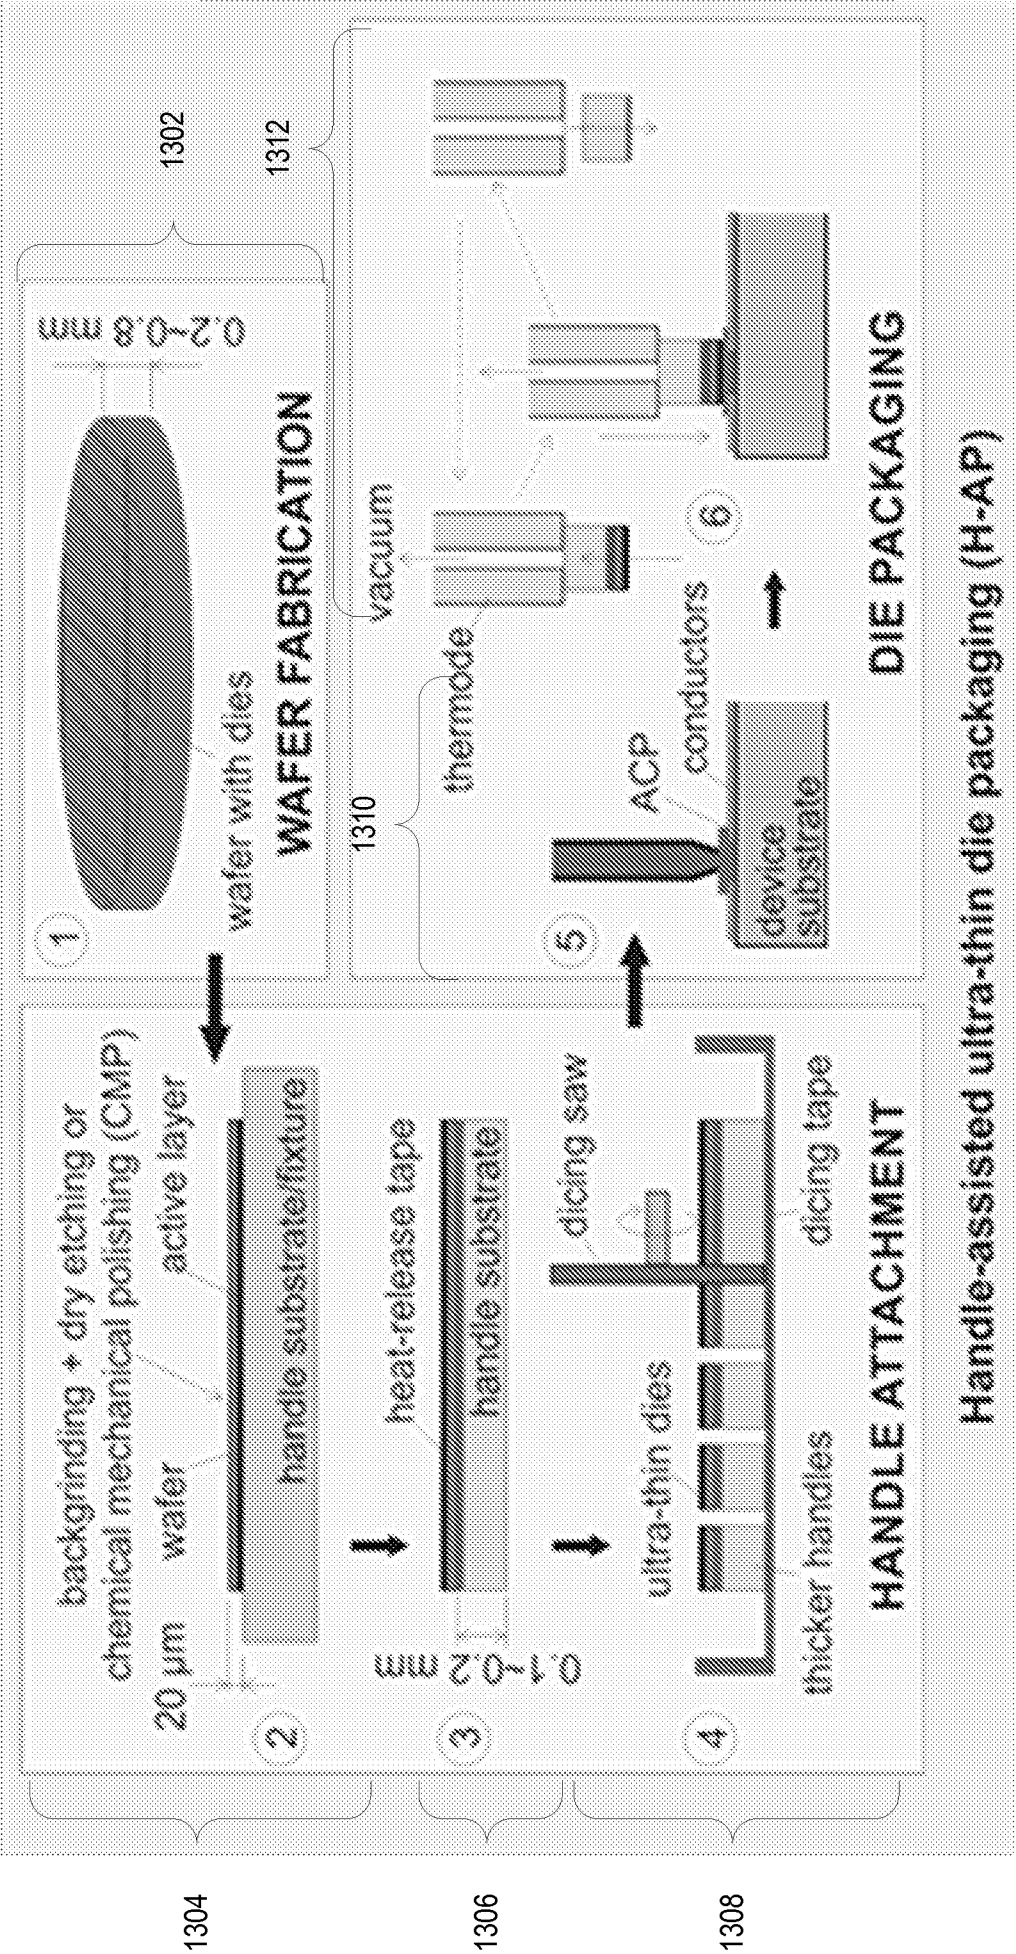 1302
1
0.2~0.8
mm
wafer with dies
WAFER FABRICATION
1304
backgrinding + dry etching or
chemical mechanical polishing (CMP)
20 µm
wafer
active layer
handle substrate/fixture
2
1306
heat-release tape
handle substrate
0.1~0.2 mm
3
1308
dicing saw
ultra-thin dies
4
thicker handles
dicing tape
HANDLE ATTACHMENT
1310
1312
vacuum
thermode
5
ACP
conductors
device
substrate
6
DIE PACKAGING
Handle-assisted ultra-thin die packaging (H-AP)